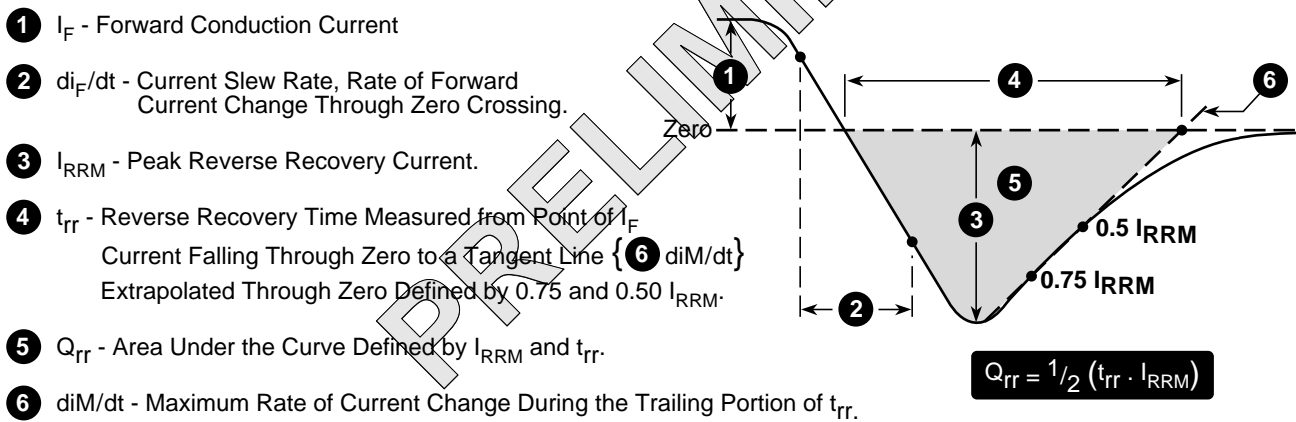 1 I_F - Forward Conduction Current
2 di_F/dt - Current Slew Rate, Rate of Forward
Current Change Through Zero Crossing.
3 I_RRM - Peak Reverse Recovery Current.
4 t_rr - Reverse Recovery Time Measured from Point of I_F
Current Falling Through Zero to a Tangent Line { 6 diM/dt}
Extrapolated Through Zero Defined by 0.75 and 0.50 I_RRM.
5 Q_rr - Area Under the Curve Defined by I_RRM and t_rr.
6 diM/dt - Maximum Rate of Current Change During the Trailing Portion of t_rr.
1
4
6
Zero
5
3
0.5 I_RRM
0.75 I_RRM
2
Q_rr = 1/2 (t_rr . I_RRM)
PRELIMI